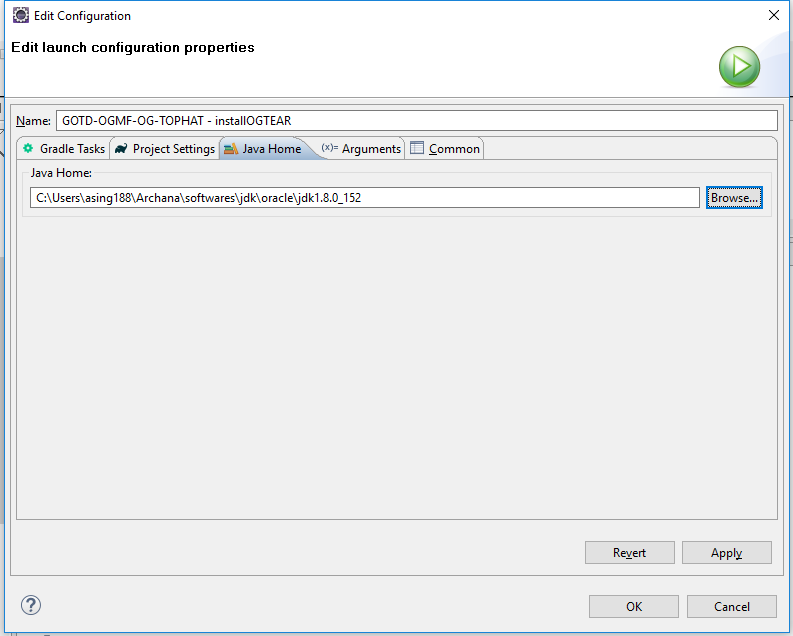 Edit Configuration
Edit launch configuration properties
Name: GOTD-OGMF-OG-TOPHAT - installOGTEAR
Gradle Tasks Project Settings Java Home (x)= Arguments Common
Java Home:
C:\Users\asing188\Archana\softwares\jdk\oracle\jdk1.8.0_152 Browse...
Revert Apply
? OK Cancel